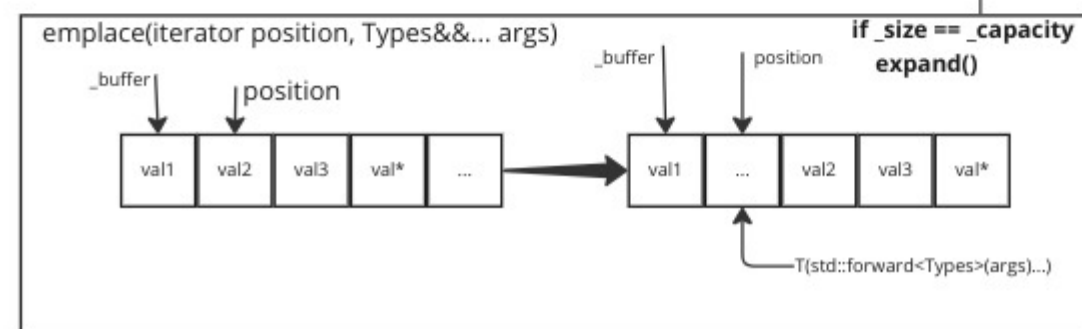 emplace(iterator position, Types&&... args)
if _size == _capacity
expand()
_buffer
position
val1 val2 val3 val* ...
_buffer
position
val1 ... val2 val3 val*
T(std::forward<Types>(args)...)